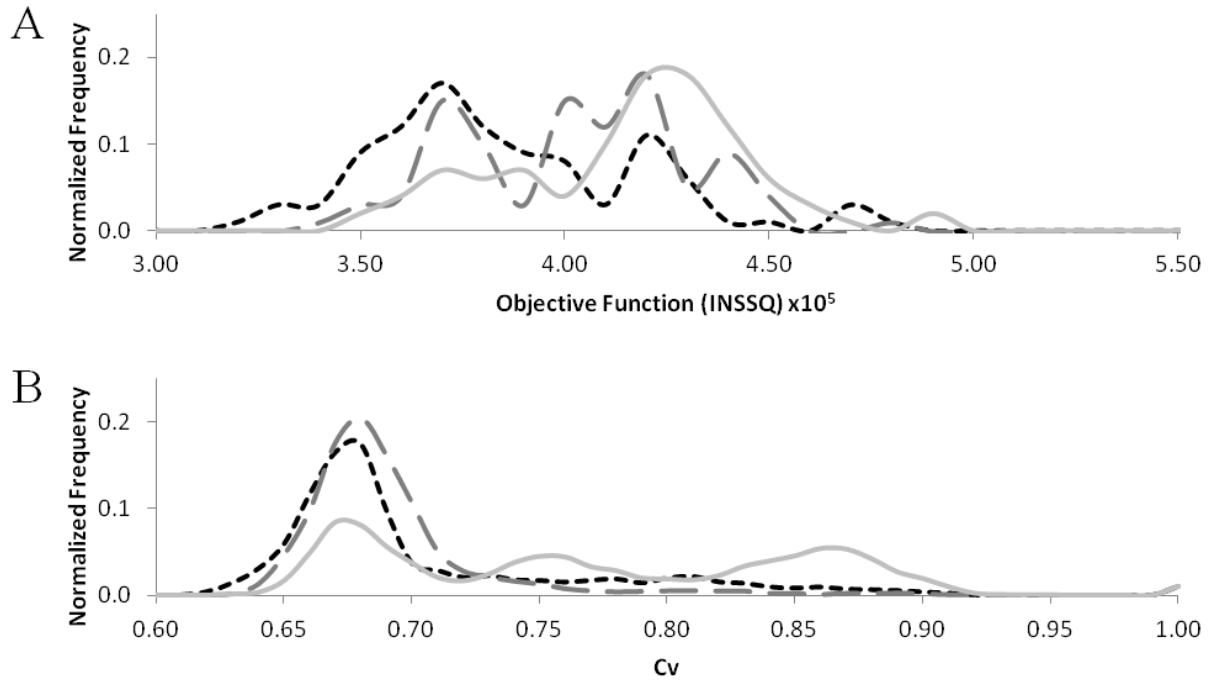 A
Normalized Frequency
0.2
0.1
0.0
3.00 3.50 4.00 4.50 5.00 5.50
Objective Function (INSSQ) x10⁵
B
Normalized Frequency
0.2
0.1
0.0
0.60 0.65 0.70 0.75 0.80 0.85 0.90 0.95 1.00
Cv